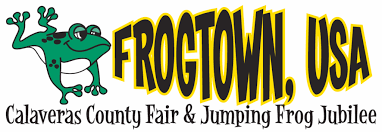 FROGTOWN, USA
Calaveras County Fair & Jumping Frog Jubilee